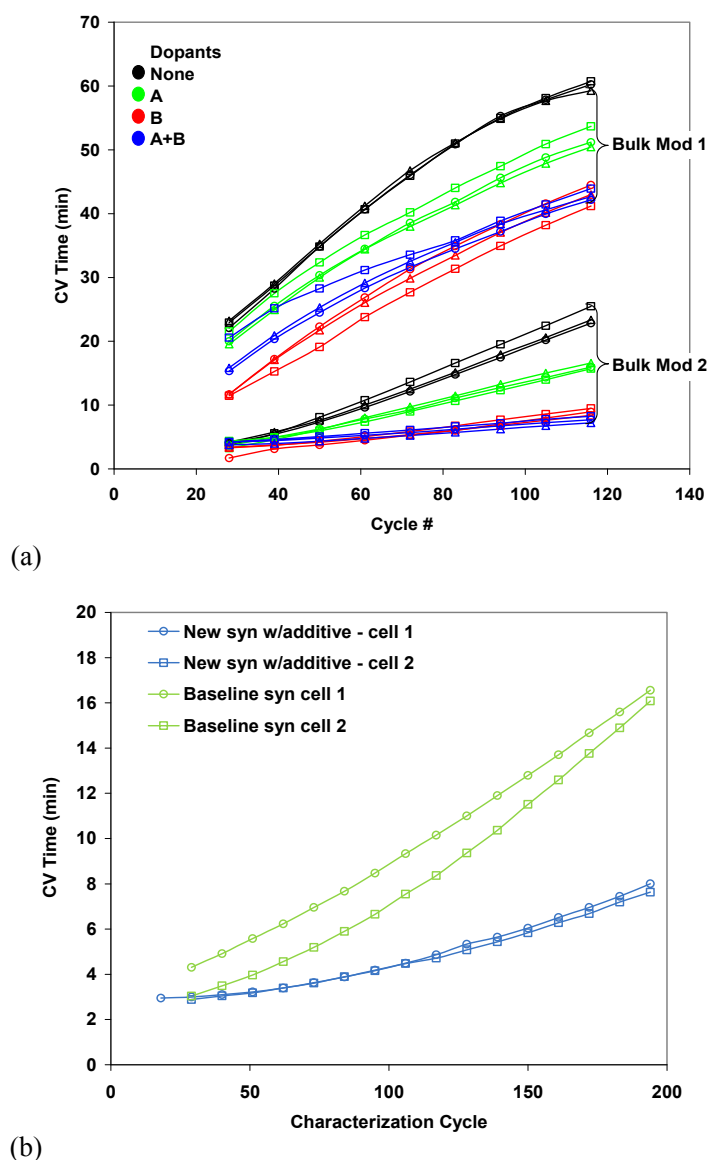 70
60
50
40
30
20
10
0
CV Time (min)
Dopants
None
A
B
A+B
Bulk Mod 1
Bulk Mod 2
0 20 40 60 80 100 120 140
Cycle #
(a)
20
18
16
14
12
10
8
6
4
2
0
CV Time (min)
New syn w/additive - cell 1
New syn w/additive - cell 2
Baseline syn cell 1
Baseline syn cell 2
0 50 100 150 200
Characterization Cycle
(b)